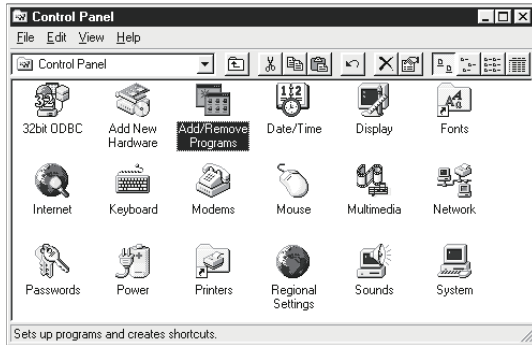 Control Panel
File Edit View Help
Control Panel
32bit ODBC
Add New
Hardware
Add/Remove
Programs
Date/Time
Display
Fonts
Internet
Keyboard
Modems
Mouse
Multimedia
Network
Passwords
Power
Printers
Regional
Settings
Sounds
System
Sets up programs and creates shortcuts.